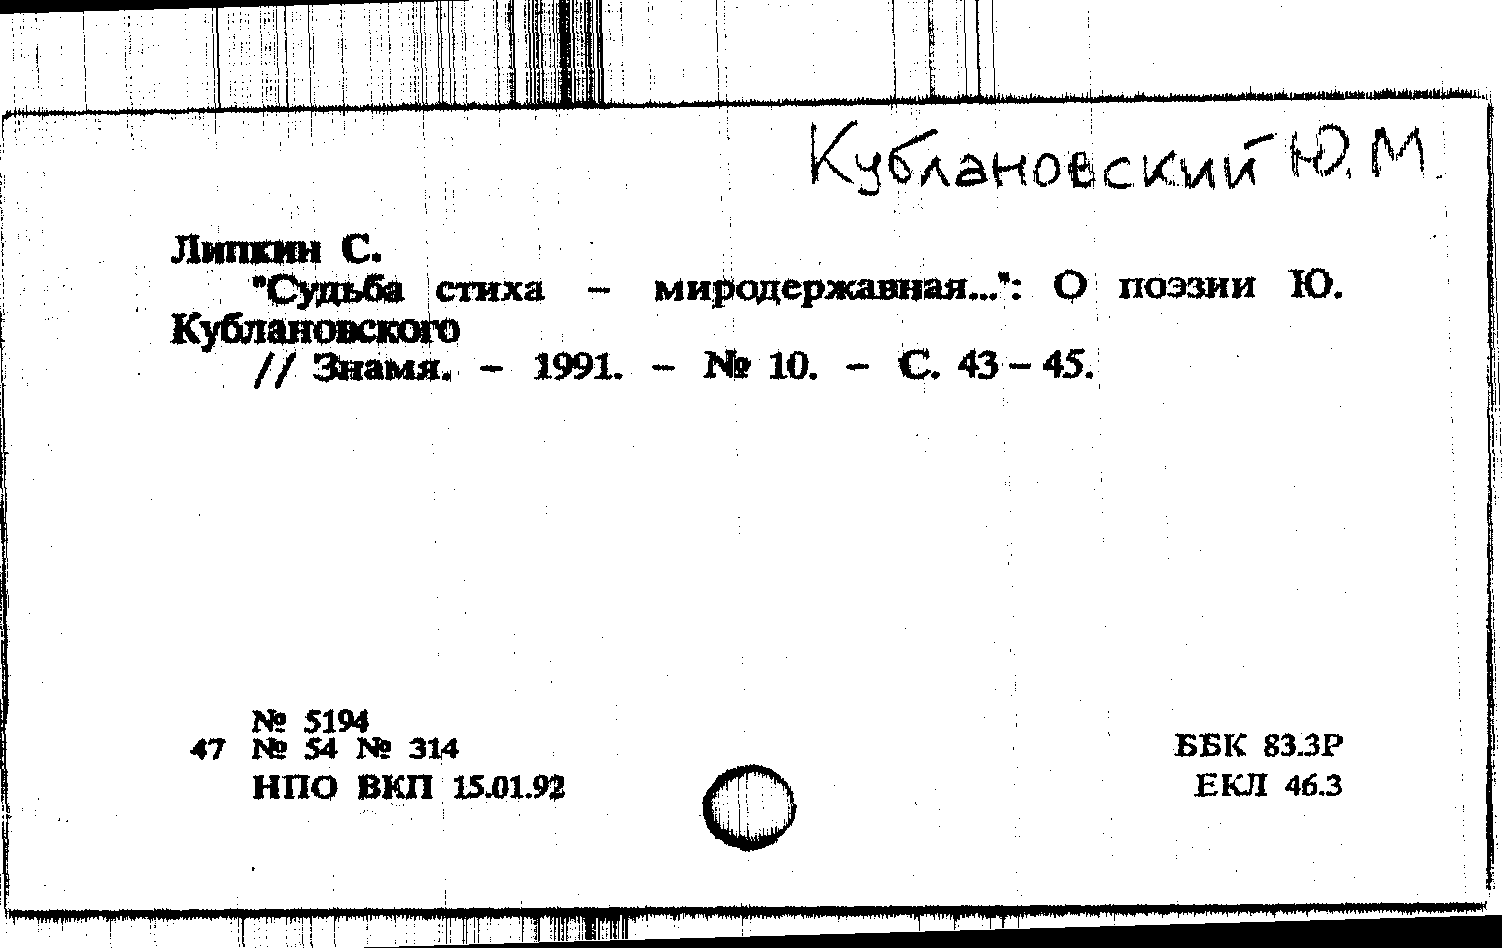 Кублановский Ю.М.
Липкин С.
"Судьба стиха – миродержавная...": О поэзии Ю.
Кублановского
// Знамя. – 1991. – № 10. – С. 43 – 45.
№ 5194
47 № 54 № 314
НПО ВКП 15.01.92
ББК 83.3Р
ЕКЛ 46.3